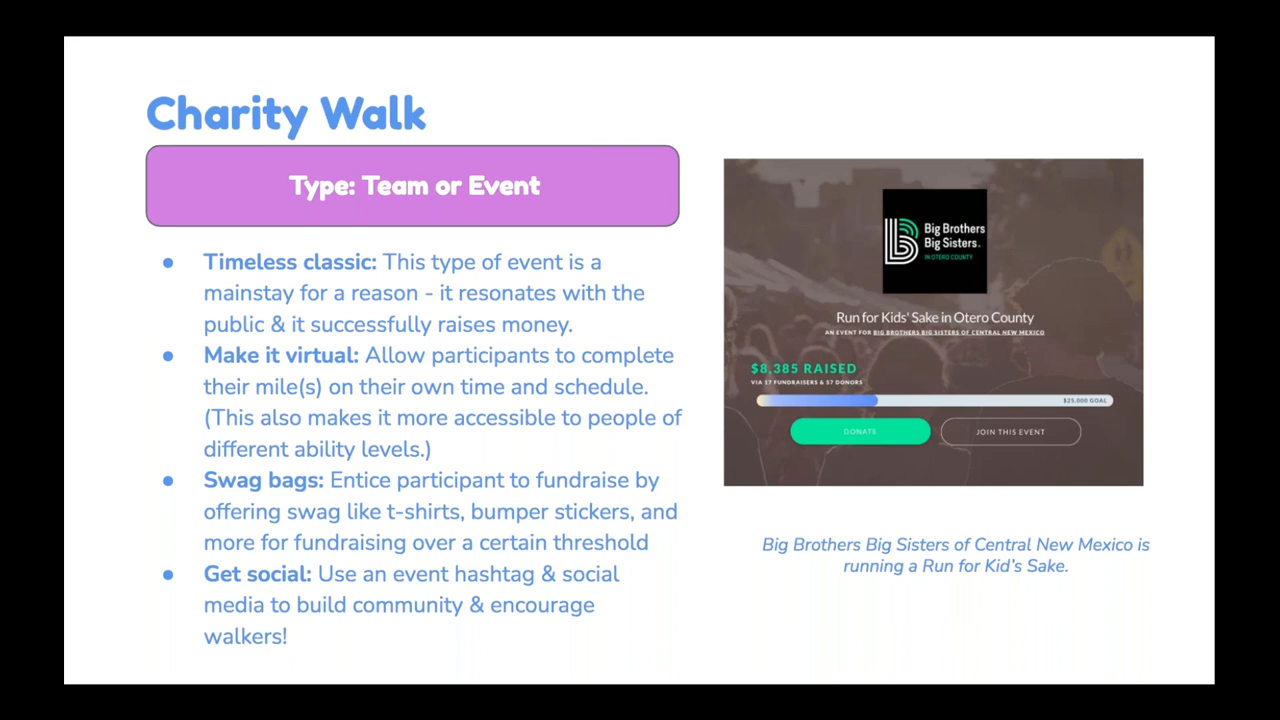 Charity Walk
Type: Team or Event
● Timeless classic: This type of event is a
mainstay for a reason - it resonates with the
public & it successfully raises money.
● Make it virtual: Allow participants to complete
their mile(s) on their own time and schedule.
(This also makes it more accessible to people of
different ability levels.)
● Swag bags: Entice participant to fundraise by
offering swag like t-shirts, bumper stickers, and
more for fundraising over a certain threshold
● Get social: Use an event hashtag & social
media to build community & encourage
walkers!
Big Brothers
Big Sisters.
IN OTERO COUNTY
Run for Kids' Sake in Otero County
AN EVENT FOR BIG BROTHERS BIG SISTERS OF CENTRAL NEW MEXICO
$8,385 RAISED
VIA 17 FUNDRAISERS & 57 DONORS
$25,000 GOAL
DONATE
JOIN THIS EVENT
Big Brothers Big Sisters of Central New Mexico is
running a Run for Kid's Sake.